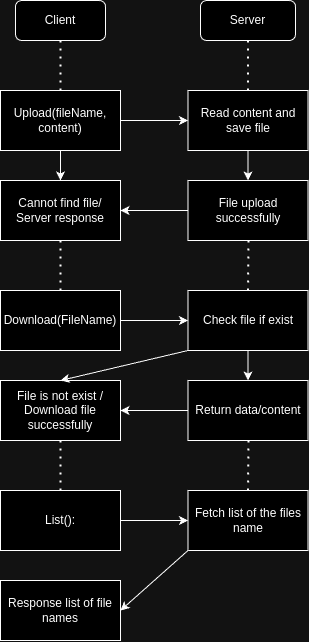 Client
Server
Upload(fileName,
content)
Read content and
save file
Cannot find file/
Server response
File upload
successfully
Download(FileName)
Check file if exist
File is not exist /
Download file
successfully
Return data/content
List():
Fetch list of the files
name
Response list of file
names